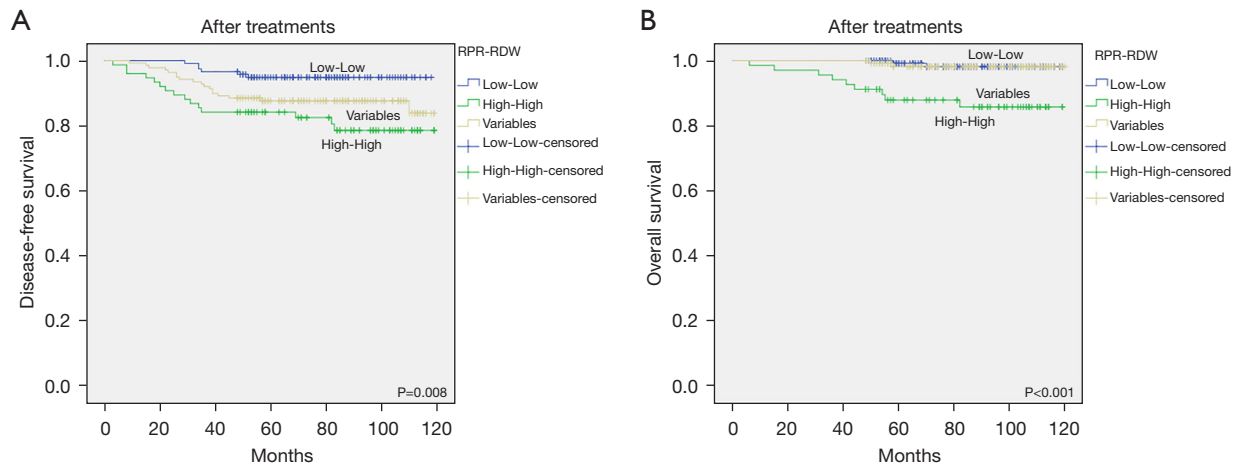 A
After treatments
Disease-free survival
1.0
0.8
0.6
0.4
0.2
0.0
Low-Low
Variables
High-High
P=0.008
0 20 40 60 80 100 120
Months
RPR-RDW
Low-Low
High-High
Variables
Low-Low-censored
High-High-censored
Variables-censored
B
After treatments
Overall survival
1.0
0.8
0.6
0.4
0.2
0.0
Low-Low
Variables
High-High
P<0.001
0 20 40 60 80 100 120
Months
RPR-RDW
Low-Low
High-High
Variables
Low-Low-censored
High-High-censored
Variables-censored